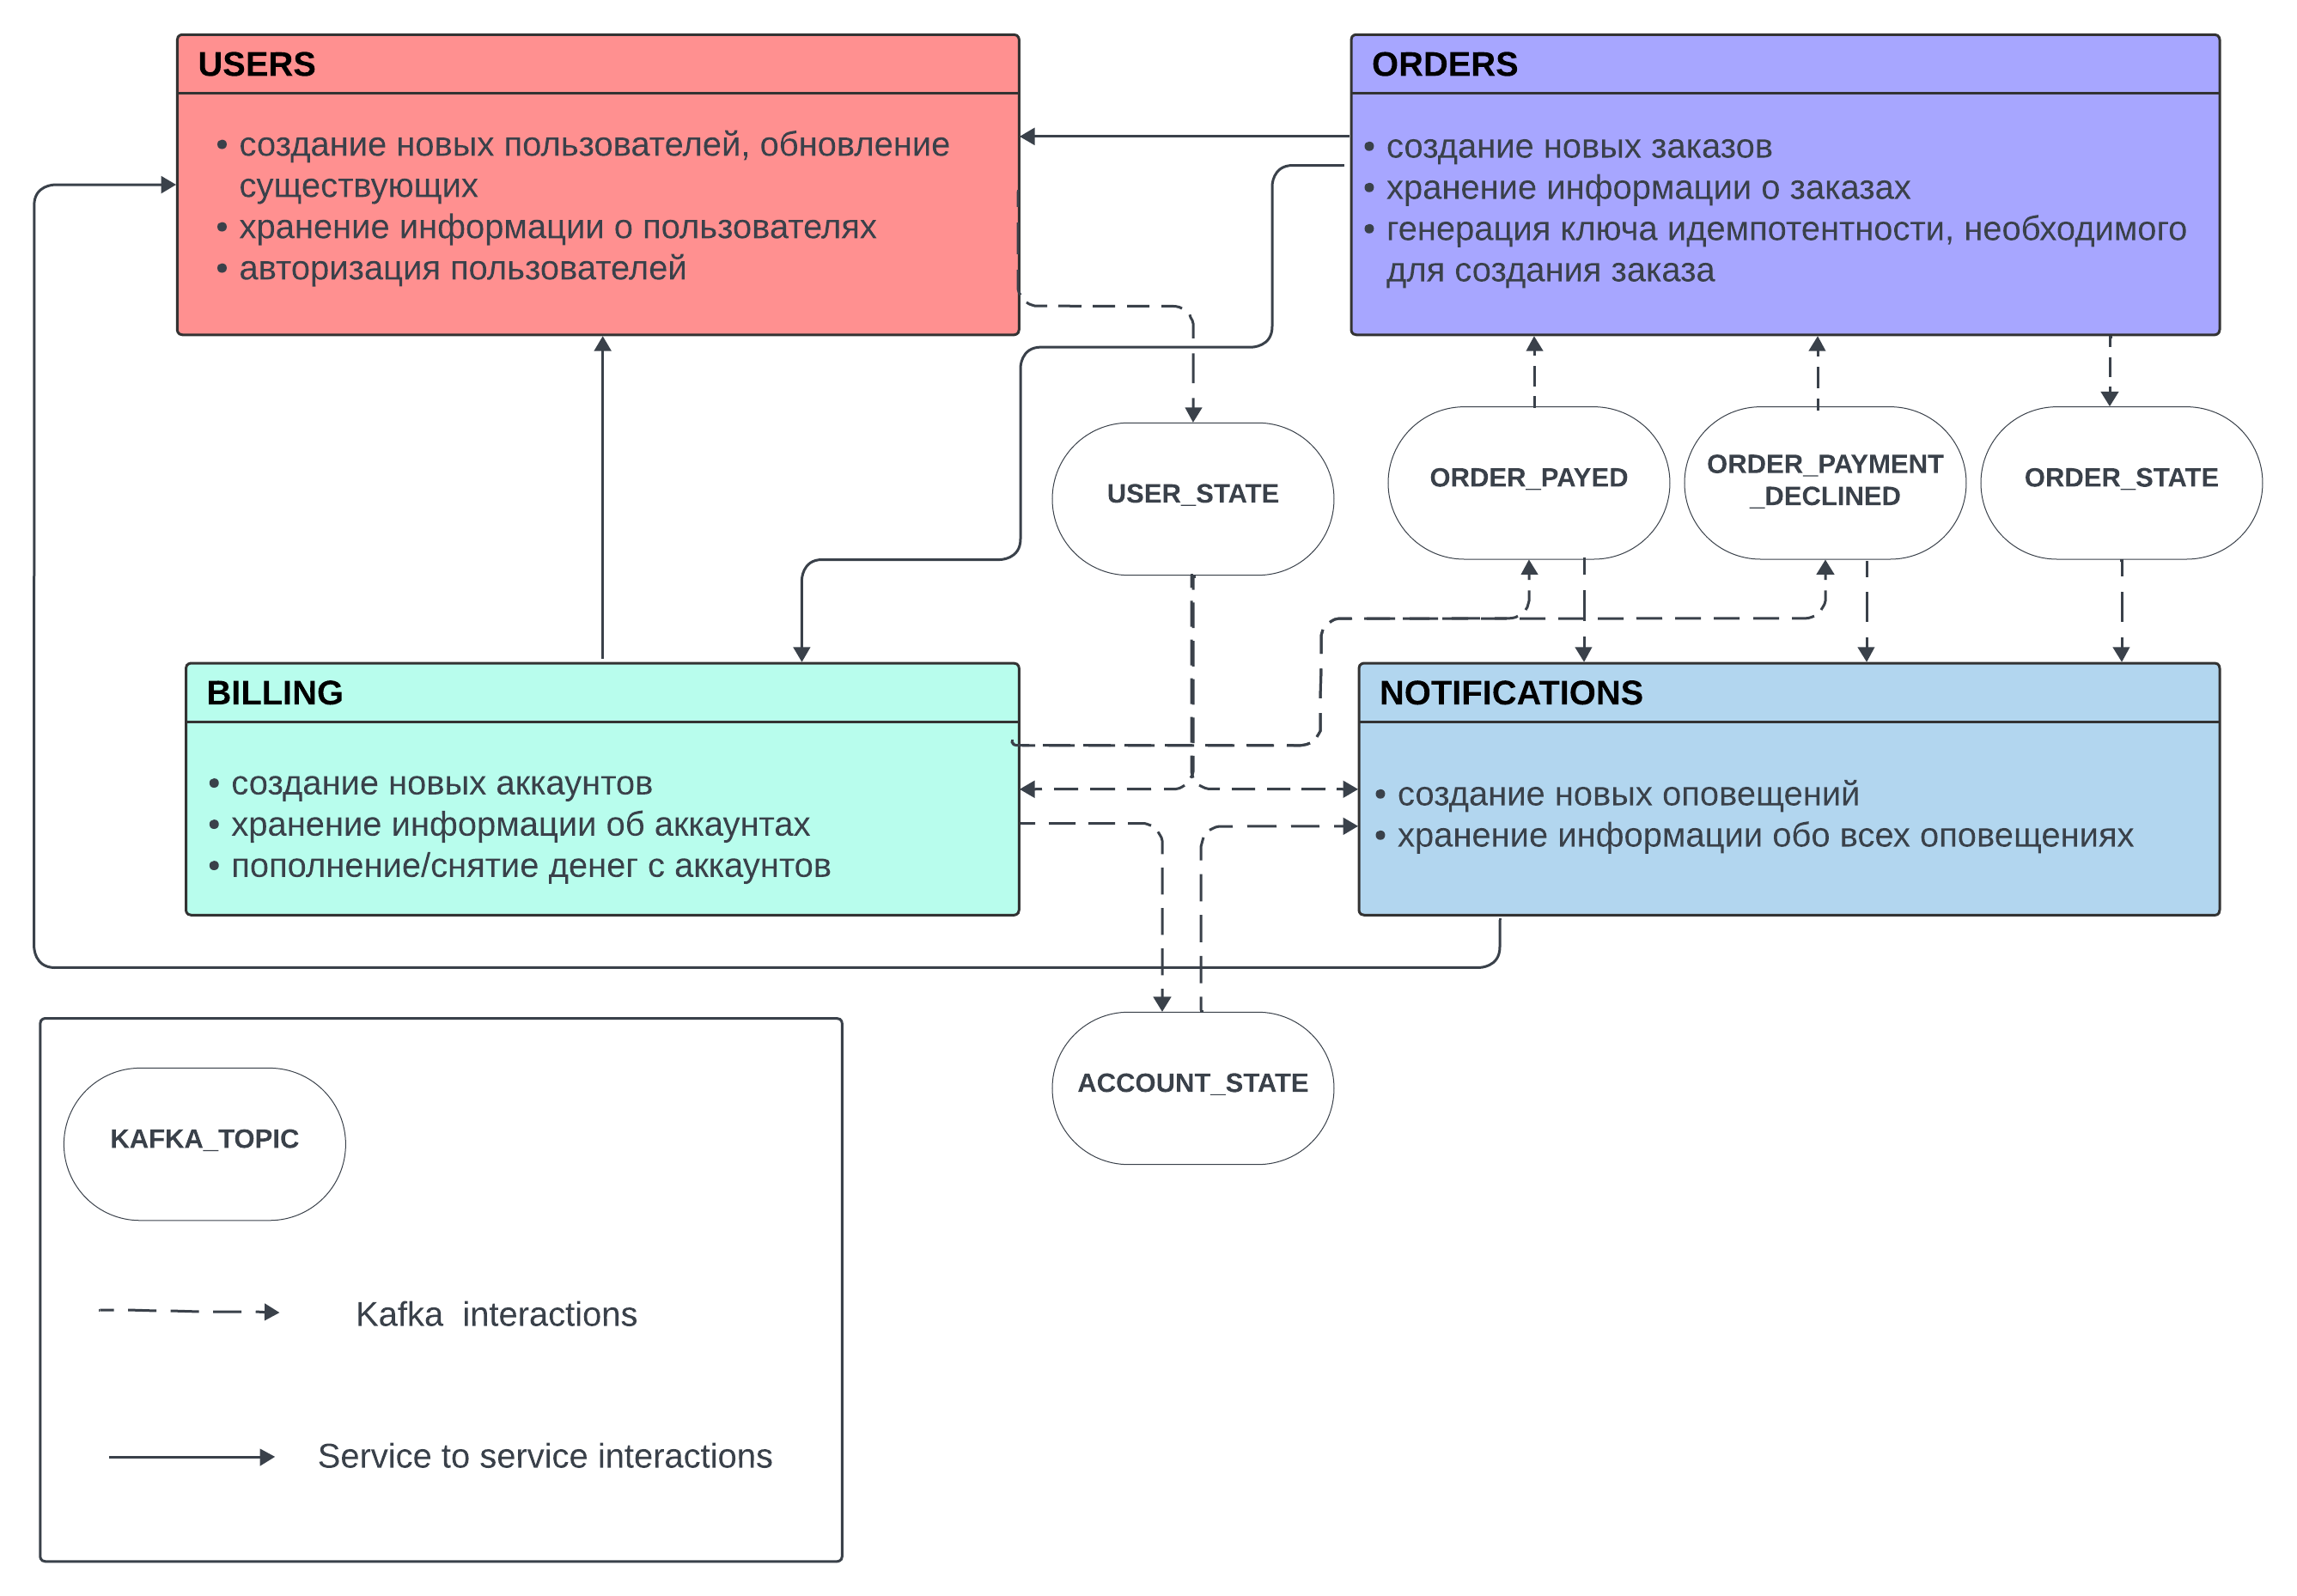 USERS
• создание новых пользователей, обновление
существующих
• хранение информации о пользователях
• авторизация пользователей
ORDERS
• создание новых заказов
• хранение информации о заказах
• генерация ключа идемпотентности, необходимого
для создания заказа
USER_STATE
ORDER_PAYED
ORDER_PAYMENT
_DECLINED
ORDER_STATE
BILLING
• создание новых аккаунтов
• хранение информации об аккаунтах
• пополнение/снятие денег с аккаунтов
NOTIFICATIONS
• создание новых оповещений
• хранение информации обо всех оповещениях
ACCOUNT_STATE
KAFKA_TOPIC
Kafka interactions
Service to service interactions